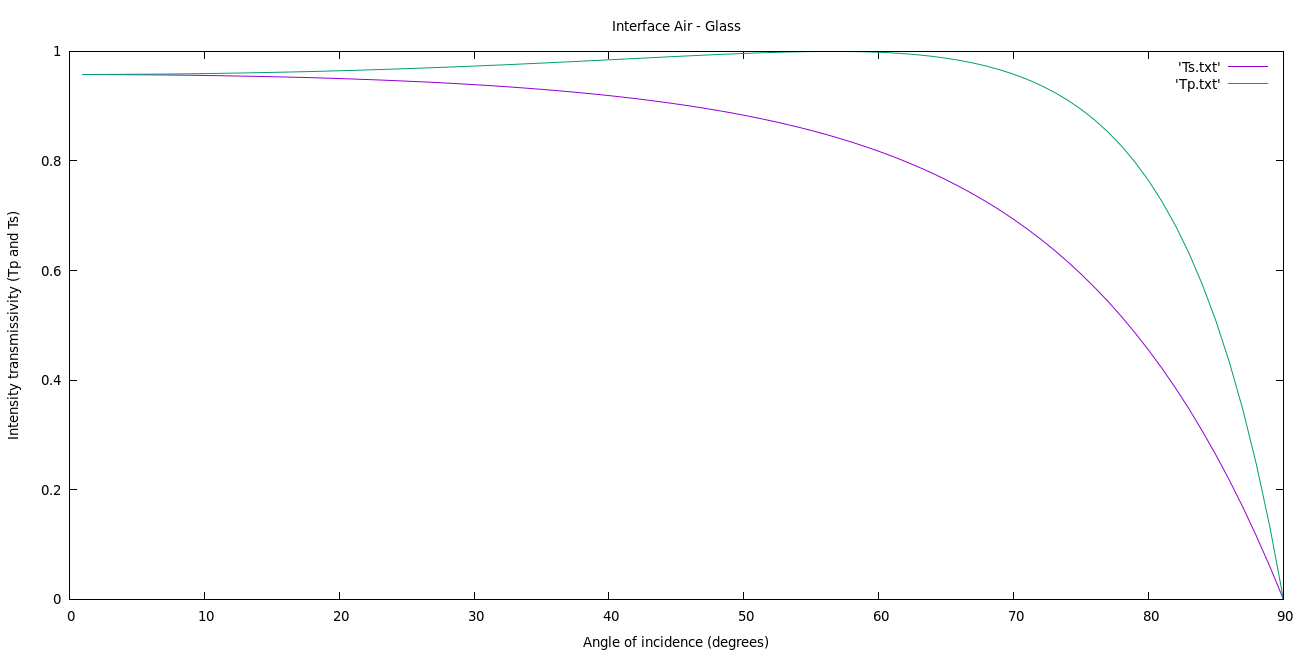 Interface Air - Glass
'Ts.txt'
'Tp.txt'
Intensity transmissivity (Tp and Ts)
1
0.8
0.6
0.4
0.2
0
0 10 20 30 40 50 60 70 80 90
Angle of incidence (degrees)